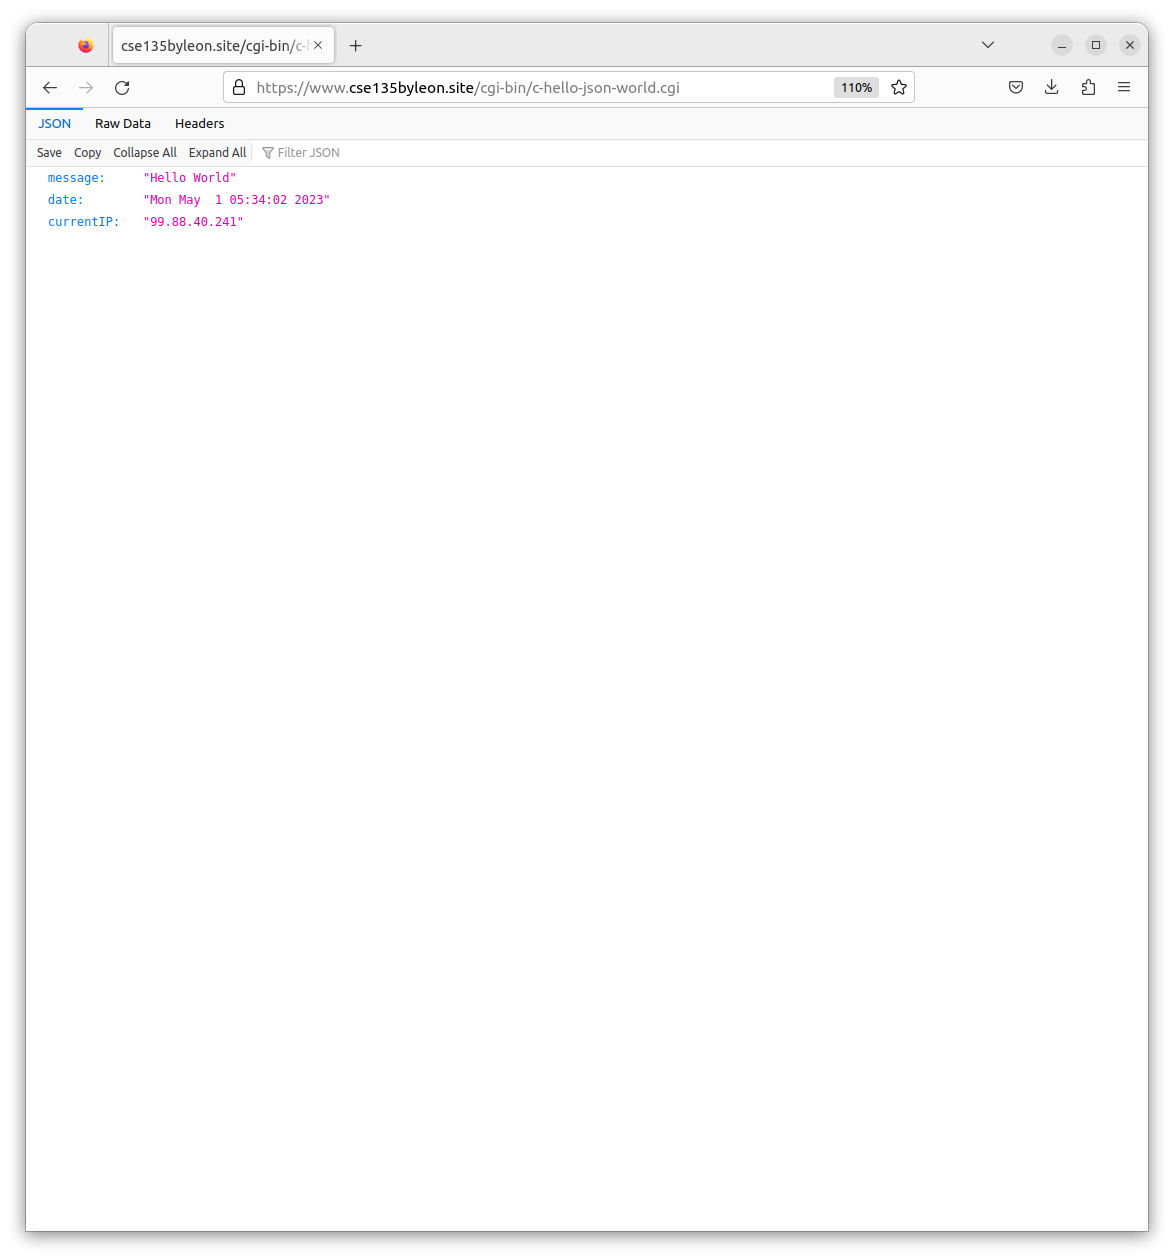 cse135byleon.site/cgi-bin/c-h
https://www.cse135byleon.site/cgi-bin/c-hello-json-world.cgi 110%
JSON Raw Data Headers
Save Copy Collapse All Expand All Filter JSON
message: "Hello World"
date: "Mon May  1 05:34:02 2023"
currentIP: "99.88.40.241"